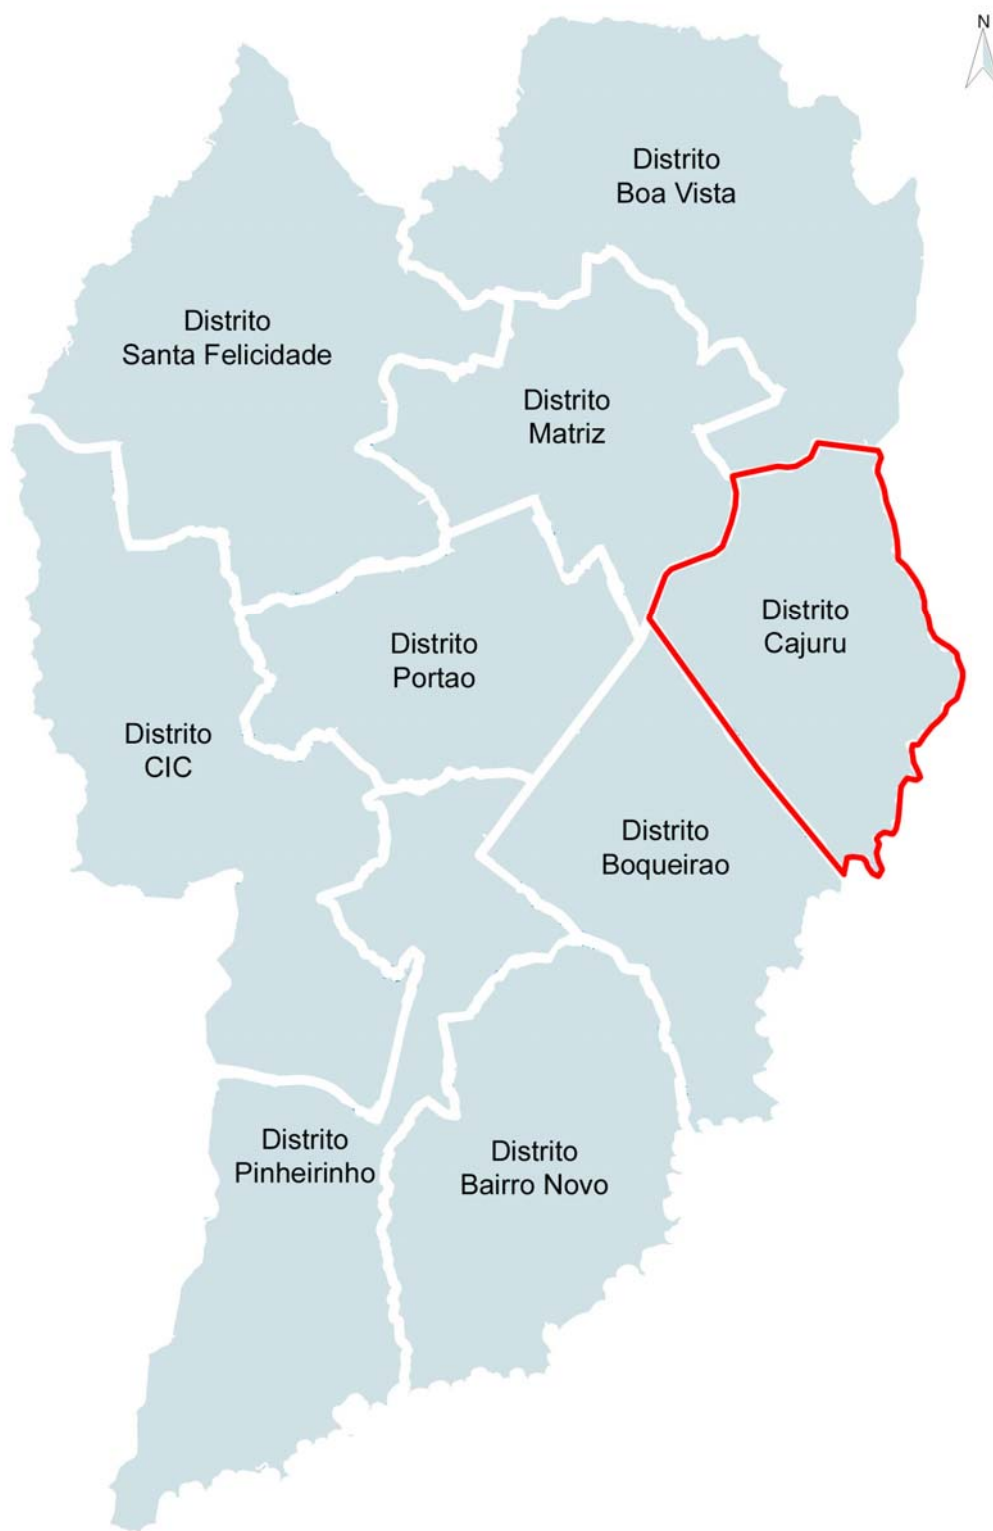 N
Distrito
Boa Vista
Distrito
Santa Felicidade
Distrito
Matriz
Distrito
Cajuru
Distrito
Portao
Distrito
CIC
Distrito
Boqueirao
Distrito
Pinheirinho
Distrito
Bairro Novo